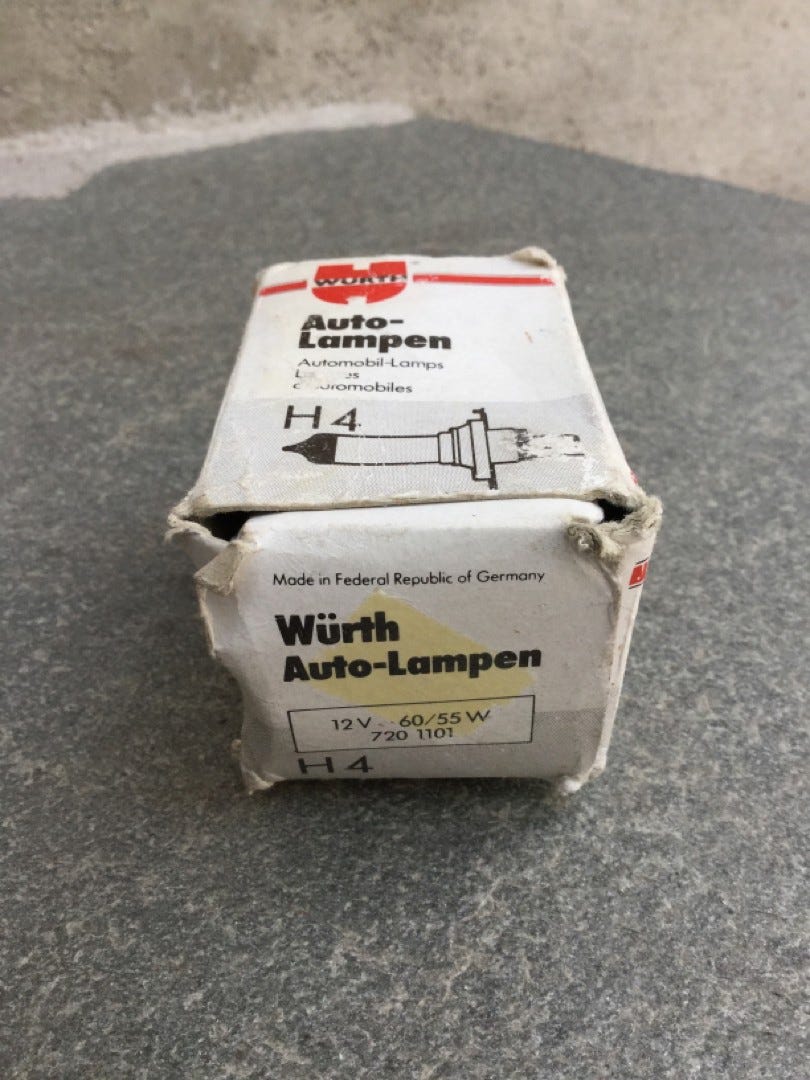 WÜRTH
Auto-
Lampen
Automobil-Lamps
H4
Made in Federal Republic of Germany
Würth
Auto-Lampen
12 V 60/55 W
720 1101
H4